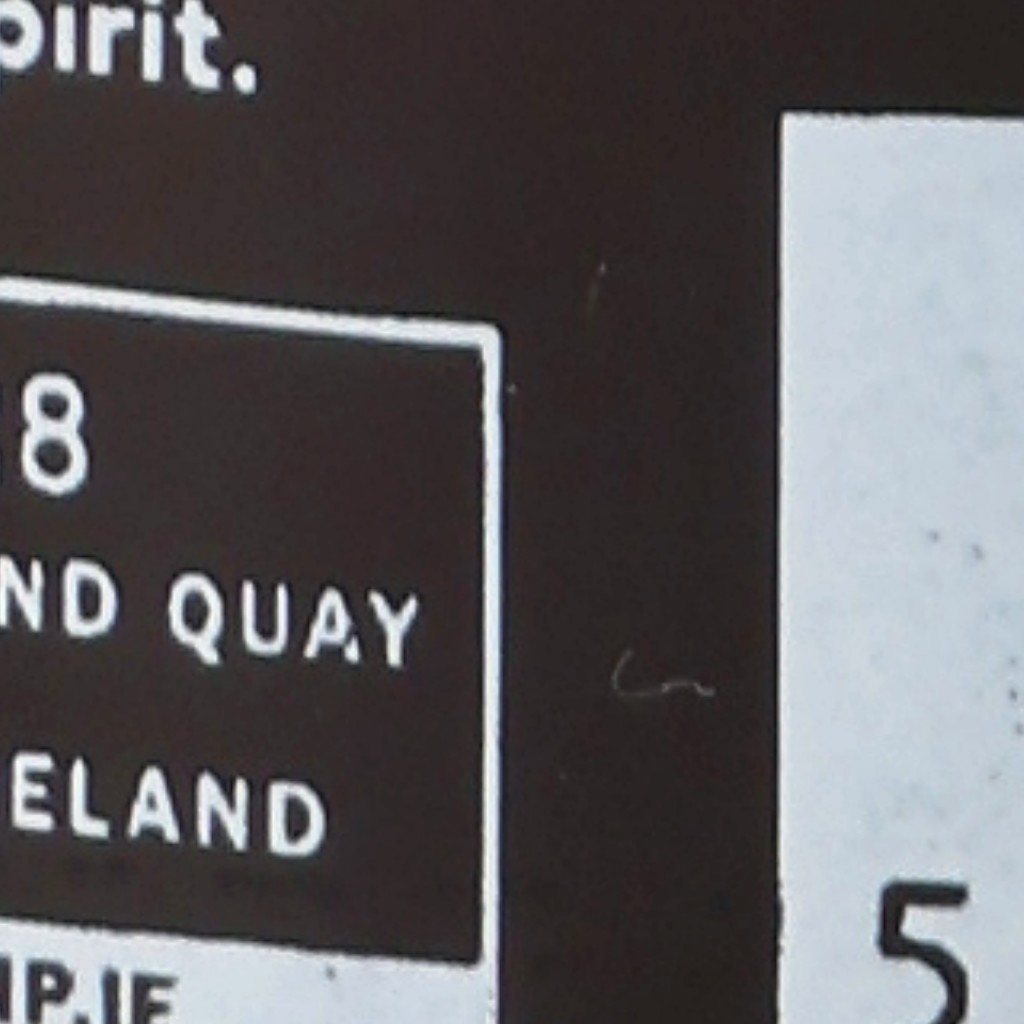 pirit.
8
ND QUAY
ELAND
IP.IE
5